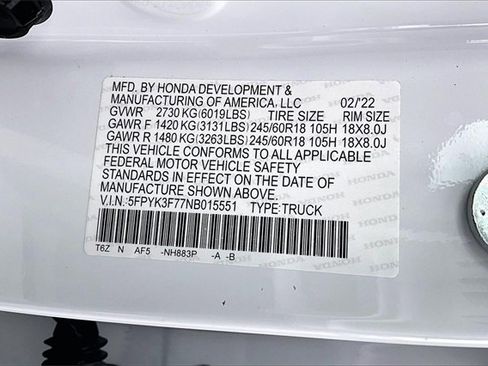 MFD. BY HONDA DEVELOPMENT &
MANUFACTURING OF AMERICA, LLC 02/'22
GVWR 2730 KG(6019LBS) TIRE SIZE RIM SIZE
GAWR F 1420 KG(3131LBS) 245/60R18 105H 18X8.0J
GAWR R 1480 KG(3263LBS) 245/60R18 105H 18X8.0J
THIS VEHICLE CONFORMS TO ALL APPLICABLE
FEDERAL MOTOR VEHICLE SAFETY
STANDARDS IN EFFECT ON THE DATE OF
MANUFACTURE SHOWN ABOVE.
V.I.N.:5FPYK3F77NB015551 TYPE:TRUCK
T6Z N AF5 -NH883P -A -B